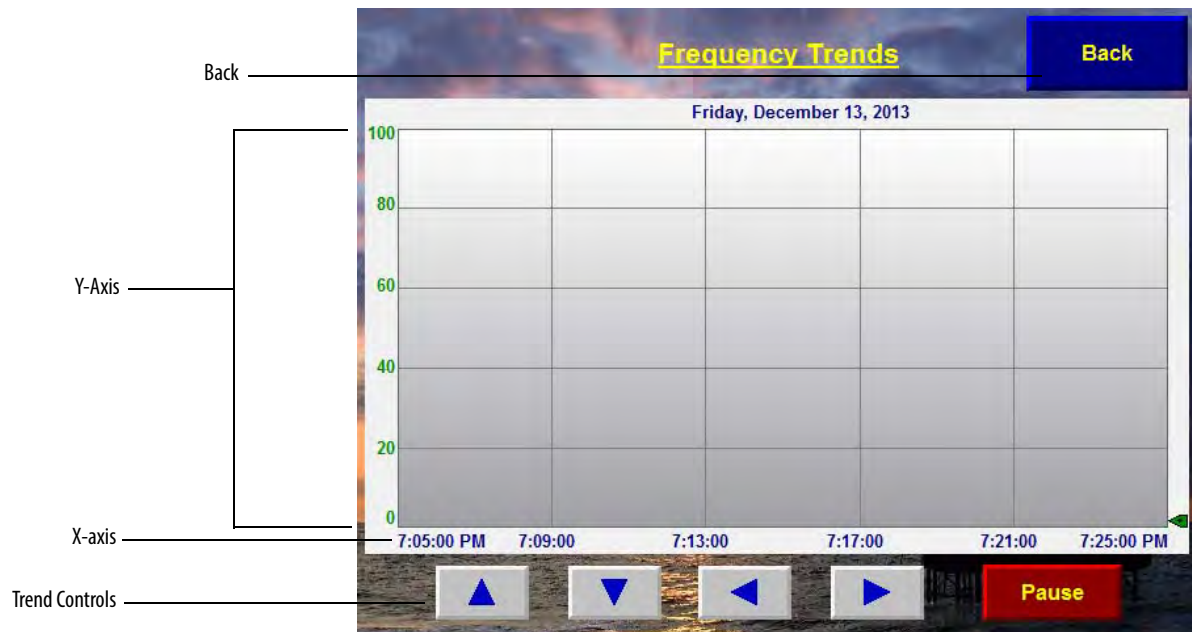 Frequency Trends
Back
Back
Friday, December 13, 2013
100
80
60
40
20
0
Y-Axis
X-axis
7:05:00 PM 7:09:00 7:13:00 7:17:00 7:21:00 7:25:00 PM
Trend Controls
Pause